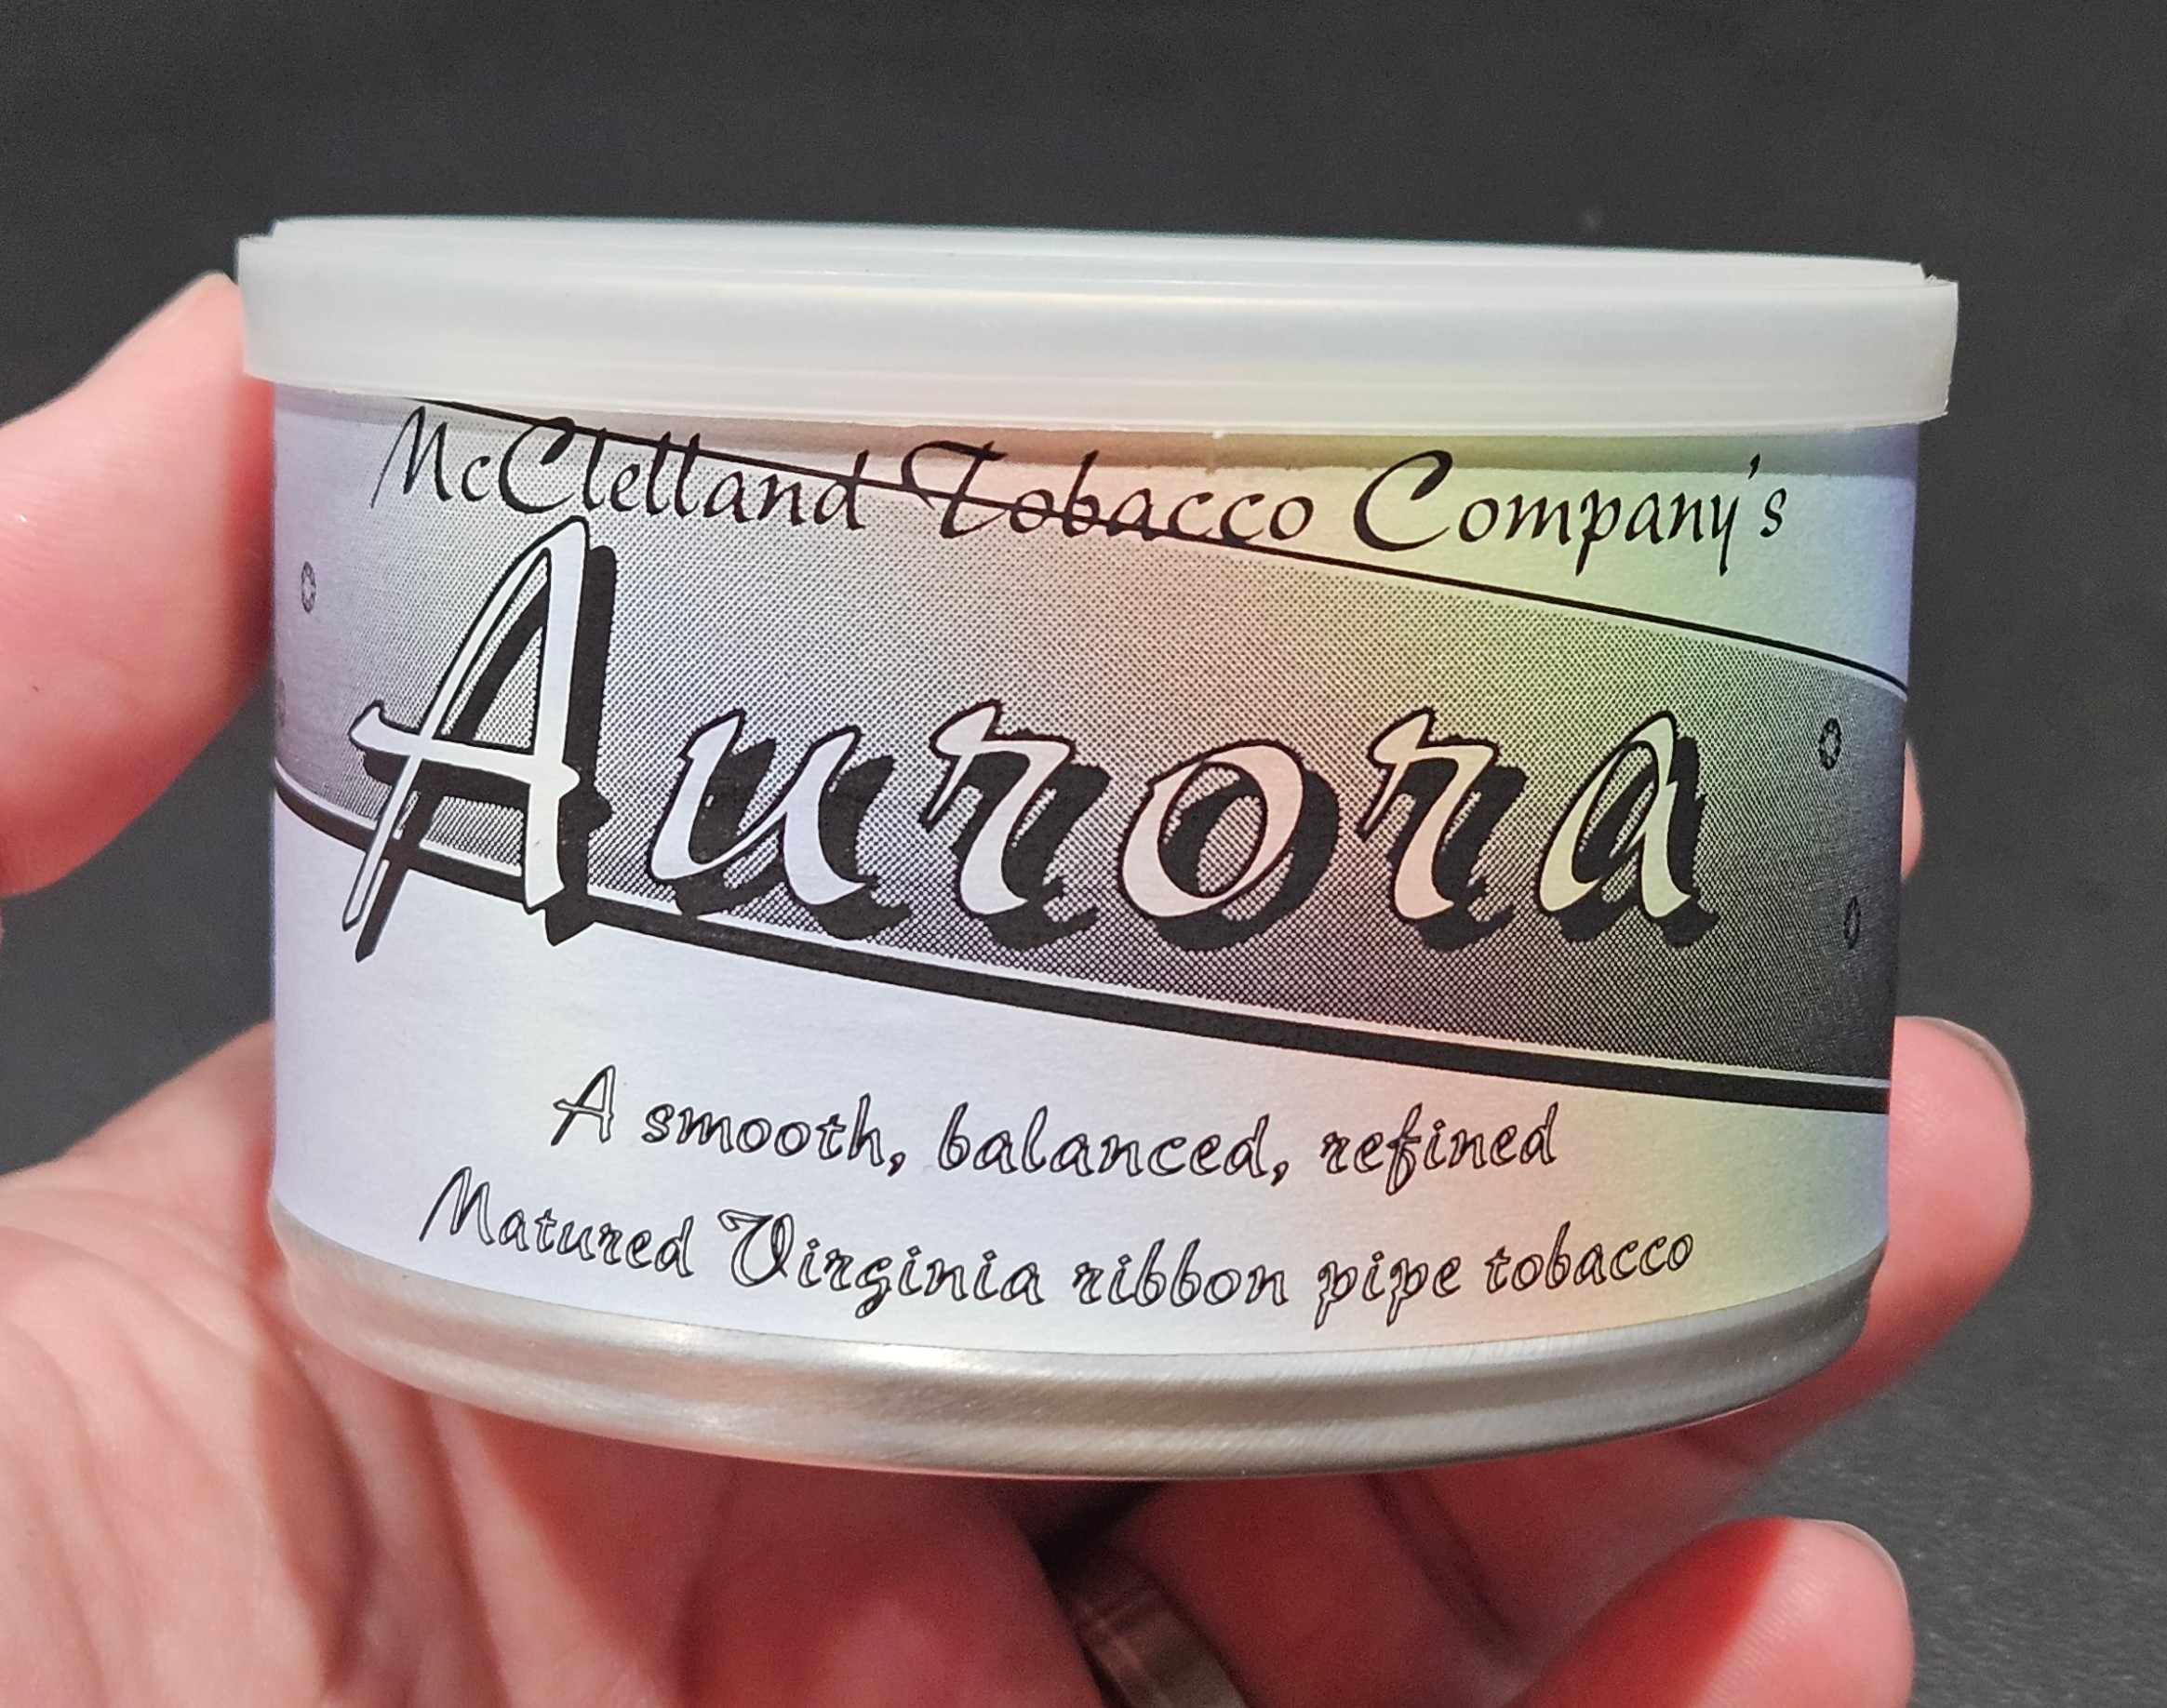 McClelland Tobacco Company's
Aurora
A smooth, balanced, refined
Matured Virginia ribbon pipe tobacco